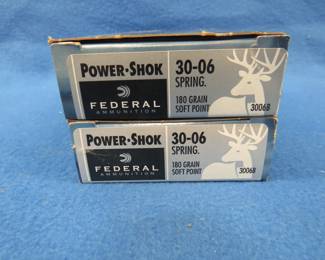 POWER•SHOK
FEDERAL
AMMUNITION
30-06
SPRING.
180 GRAIN
SOFT POINT
3006B
POWER•SHOK
FEDERAL
AMMUNITION
30-06
SPRING.
180 GRAIN
SOFT POINT
3006B